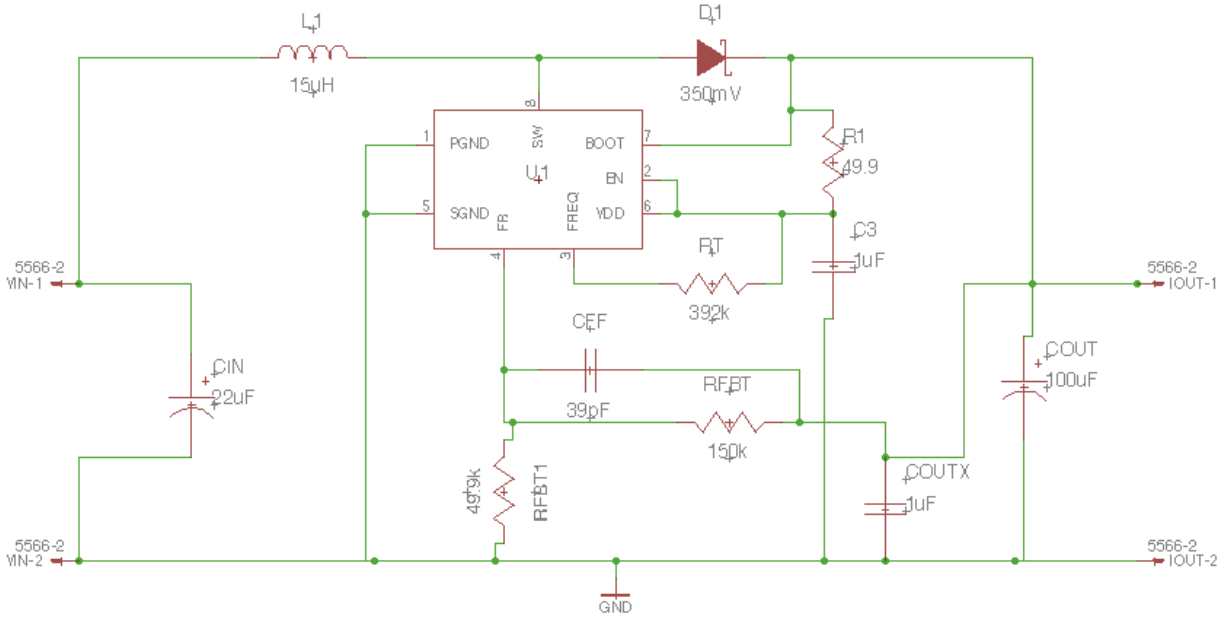 L1
15uH
D1
350mV
8
SW
1
PGND
BOOT
7
R1
49.9
U1
EN
2
5
SGND
VDD
6
FR
FREQ
4
3
RT
392k
C3
1uF
5566-2
VIN-1
5566-2
IOUT-1
CFF
39pF
CIN
22uF
RFBT
150k
COUT
100uF
49.9k
RFBT1
COUTX
1uF
5566-2
VIN-2
5566-2
IOUT-2
GND